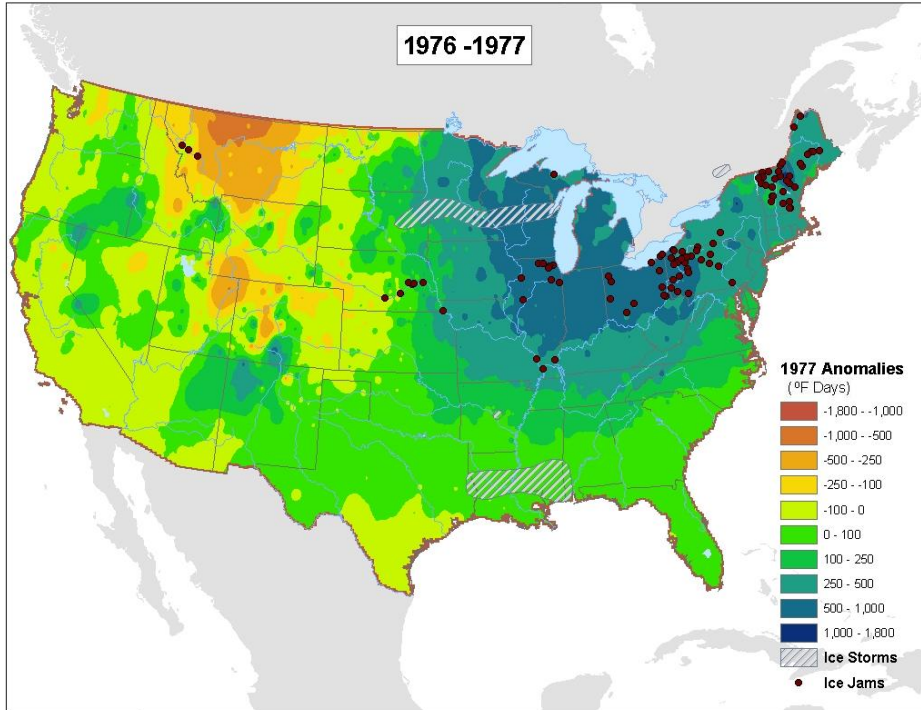 1976 -1977
1977 Anomalies
(ºF Days)
-1,800 - -1,000
-1,000 - -500
-500 - -250
-250 - -100
-100 - 0
0 - 100
100 - 250
250 - 500
500 - 1,000
1,000 - 1,800
Ice Storms
Ice Jams